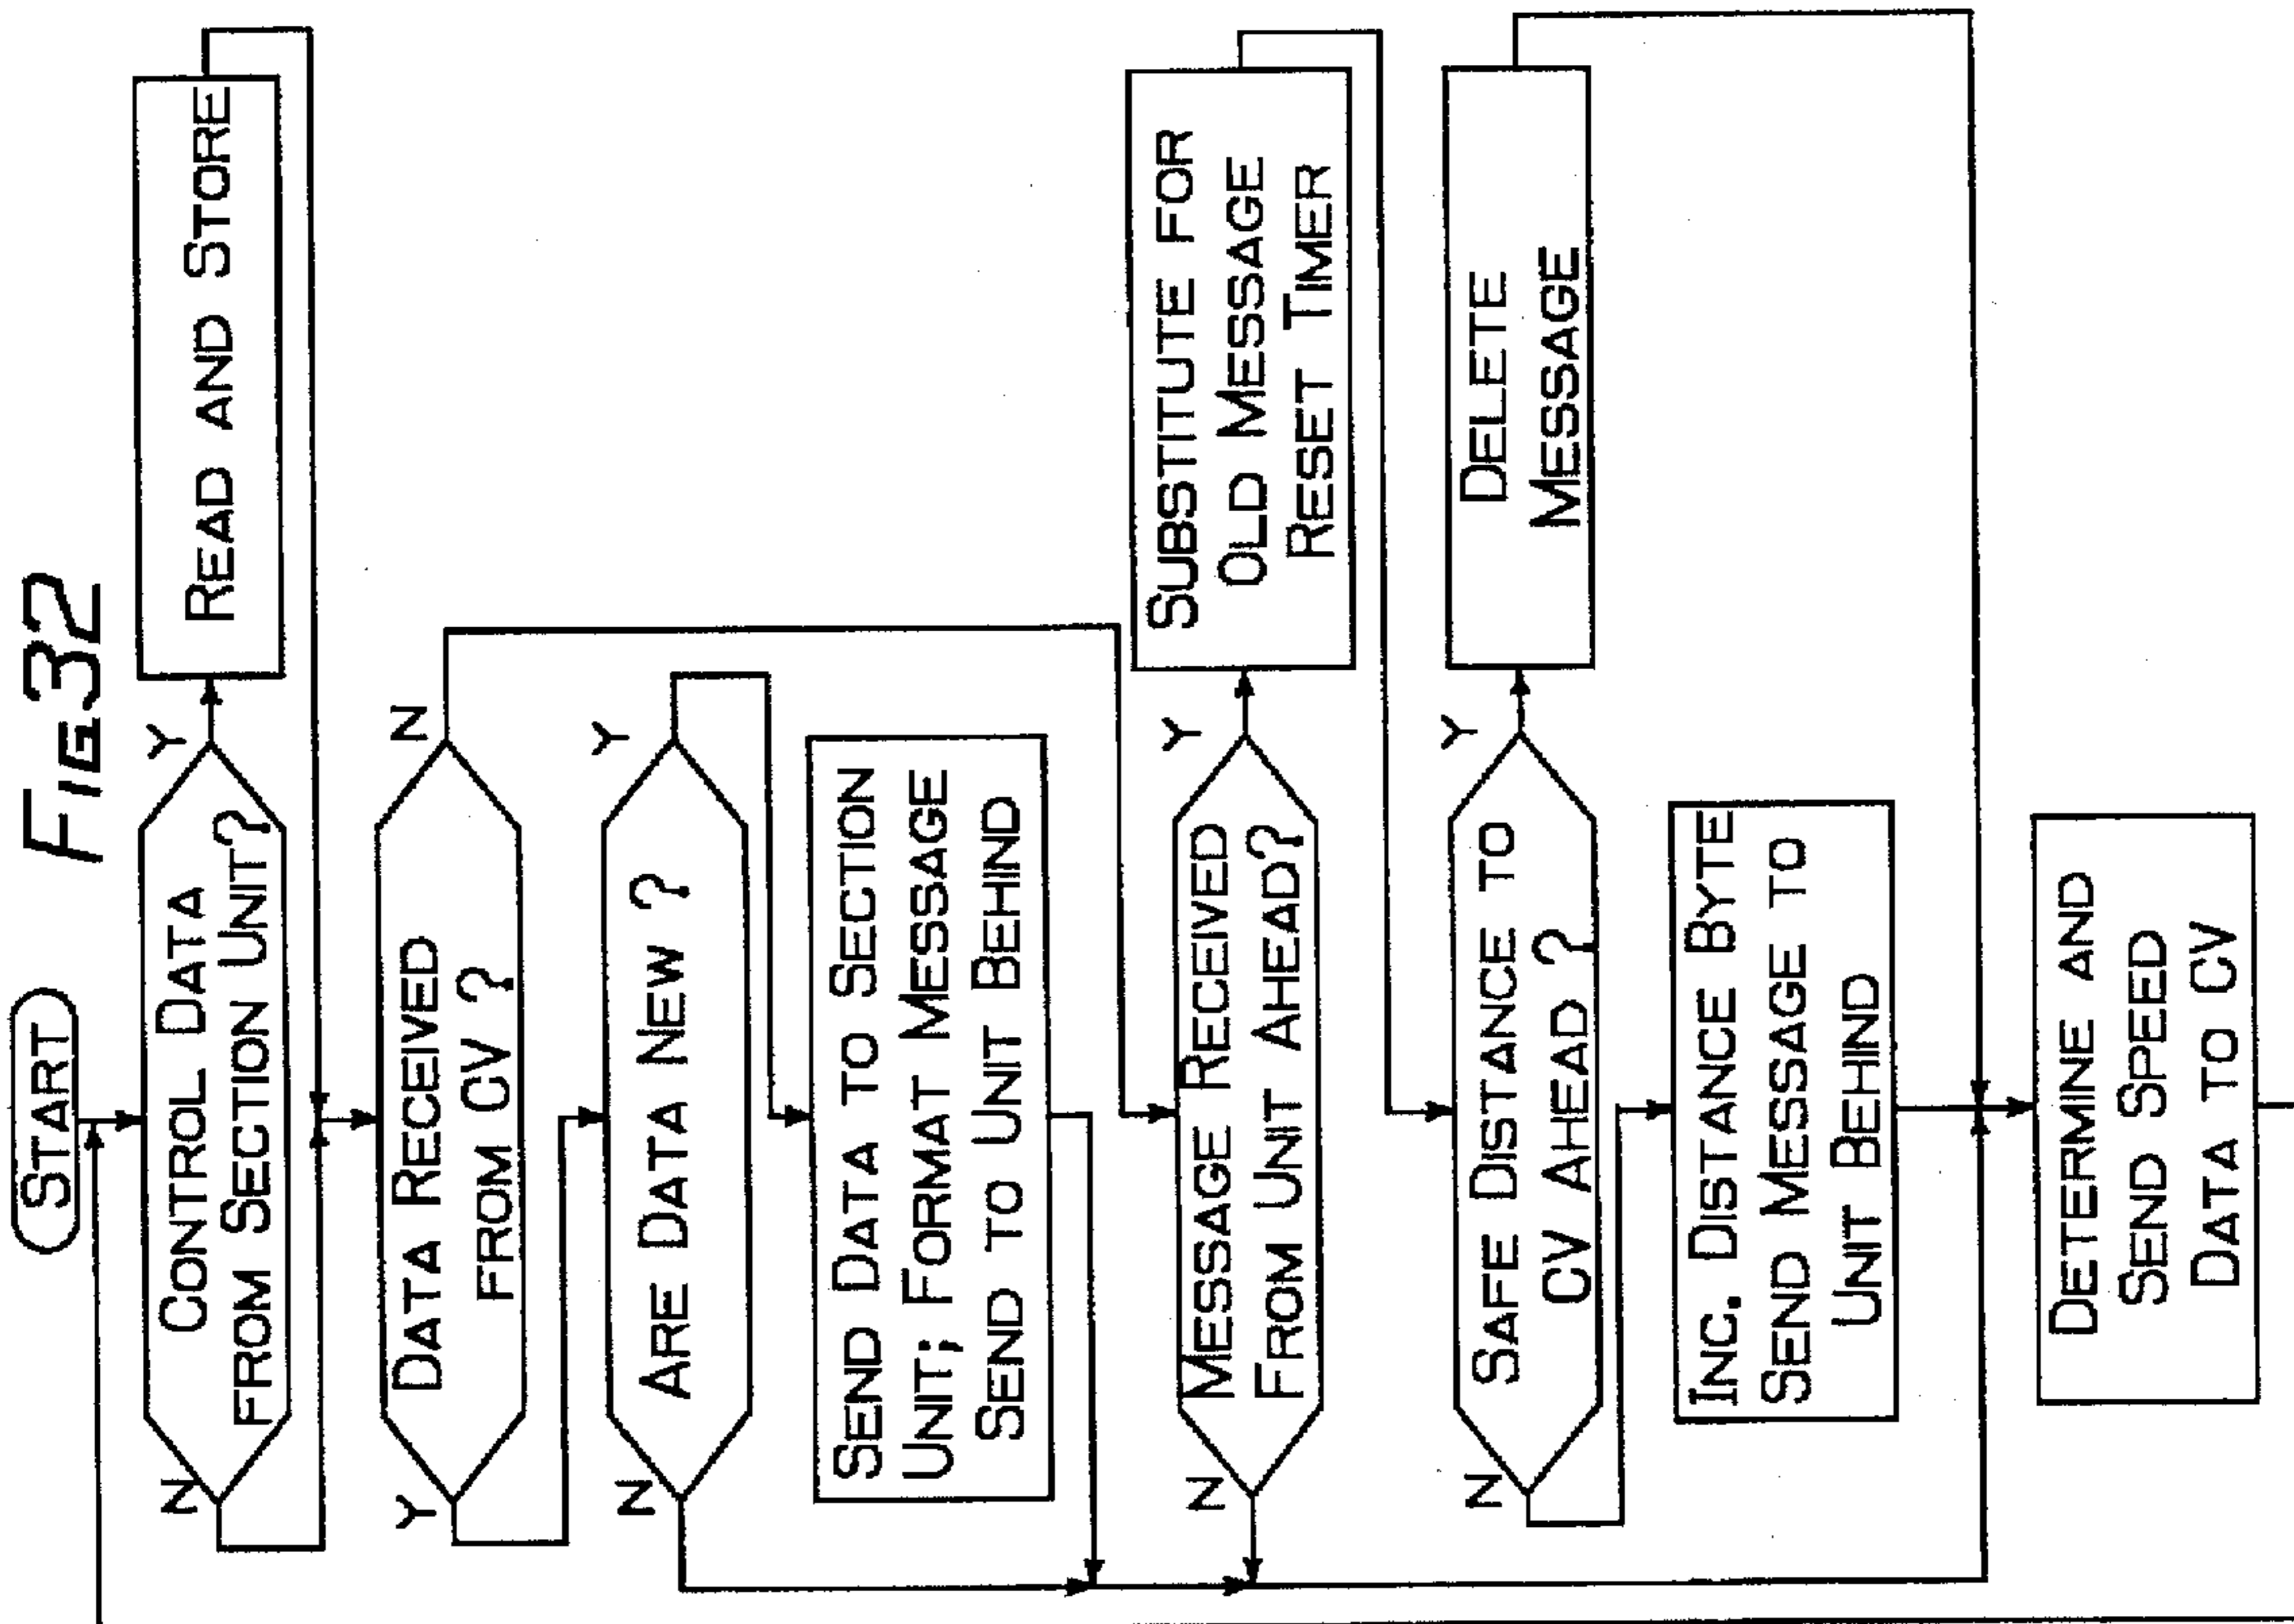 FIG.32
START
CONTROL DATA
FROM SECTION UNIT?
Y
N
READ AND STORE
DATA RECEIVED
FROM CV ?
N
Y
ARE DATA NEW ?
Y
N
SEND DATA TO SECTION
UNIT; FORMAT MESSAGE
SEND TO UNIT BEHIND
MESSAGE RECEIVED
FROM UNIT AHEAD?
Y
N
SUBSTITUTE FOR
OLD MESSAGE
RESET TIMER
SAFE DISTANCE TO
CV AHEAD ?
Y
N
DELETE
MESSAGE
INC. DISTANCE BYTE
SEND MESSAGE TO
UNIT BEHIND
DETERMINE AND
SEND SPEED
DATA TO CV